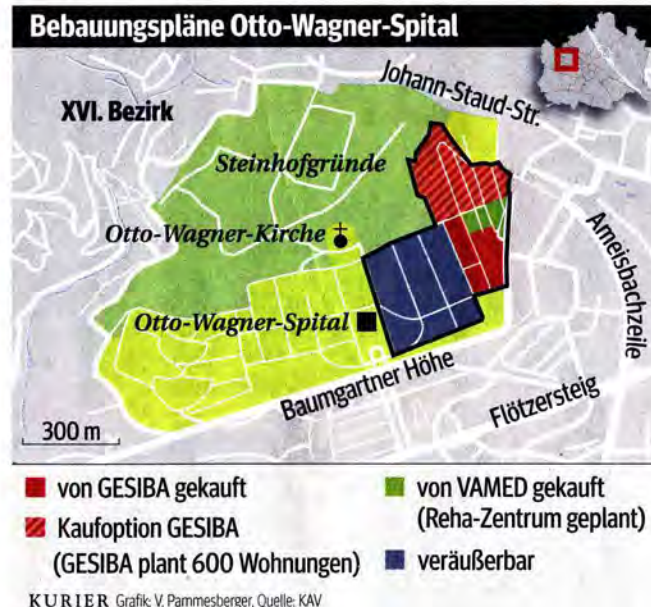 Bebauungspläne Otto-Wagner-Spital
Johann-Staud-Str.
XVI. Bezirk
Steinhofgründe
Otto-Wagner-Kirche
Ameisbachzeile
Otto-Wagner-Spital
Baumgartner Höhe
Flötzersteig
300 m
von GESIBA gekauft
Kaufoption GESIBA
(GESIBA plant 600 Wohnungen)
von VAMED gekauft
(Reha-Zentrum geplant)
veräußerbar
KURIER Grafik: V. Pammesberger, Quelle: KAV